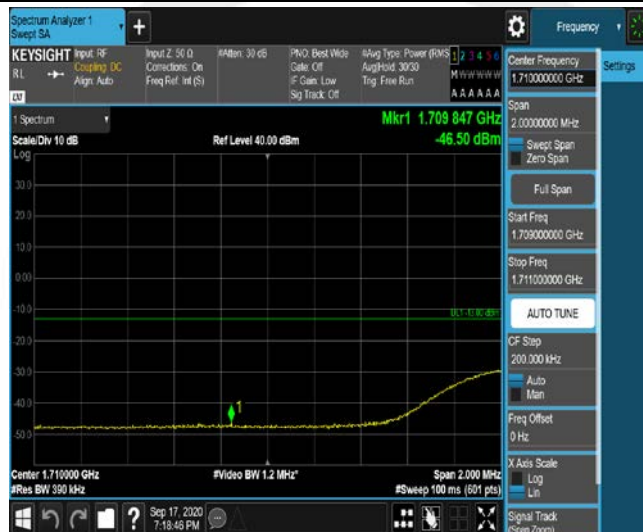 Spectrum Analyzer 1
Swept SA
+
Frequency
KEYSIGHT
RL
Input: RF
Coupling: DC
Align: Auto
Input Z: 50 Ω
Corrections: On
Freq Ref: Int (S)
#Atten: 30 dB
PNO: Best Wide
Gate: Off
IF Gain: Low
Sig Track: Off
#Avg Type: Power (RMS
Avg|Hold: 30/30
Trig: Free Run
1 2 3 4 5 6
M W W W W W
A A A A A A
1 Spectrum
Scale/Div 10 dB
Log
Ref Level 40.00 dBm
Mkr1 1.709 847 GHz
-46.50 dBm
30.0
20.0
10.0
0.00
-10.0
-20.0
-30.0
-40.0
-50.0
DL1 -13.00 dBm
1
Center 1.710000 GHz
#Res BW 390 kHz
#Video BW 1.2 MHz*
Span 2.000 MHz
#Sweep 100 ms (601 pts)
Sep 17, 2020
7:18:46 PM
Center Frequency
1.710000000 GHz
Settings
Span
2.00000000 MHz
Swept Span
Zero Span
Full Span
Start Freq
1.709000000 GHz
Stop Freq
1.711000000 GHz
AUTO TUNE
CF Step
200.000 kHz
Auto
Man
Freq Offset
0 Hz
X Axis Scale
Log
Lin
Signal Track
(Span Zoom)